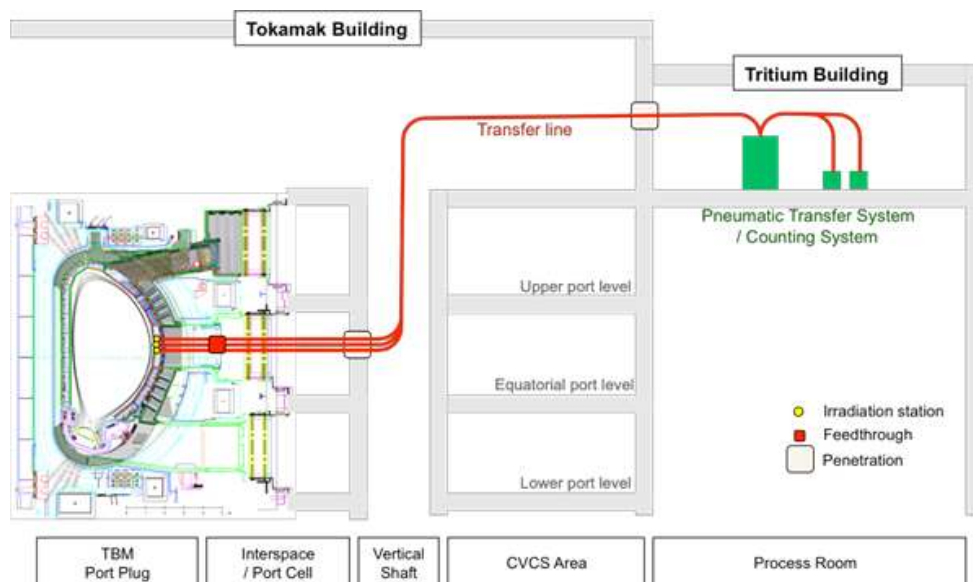 Tokamak Building
Tritium Building
Transfer line
Pneumatic Transfer System
/ Counting System
Upper port level
Equatorial port level
Lower port level
Irradiation station
Feedthrough
Penetration
TBM
Port Plug
Interspace
/ Port Cell
Vertical
Shaft
CVCS Area
Process Room